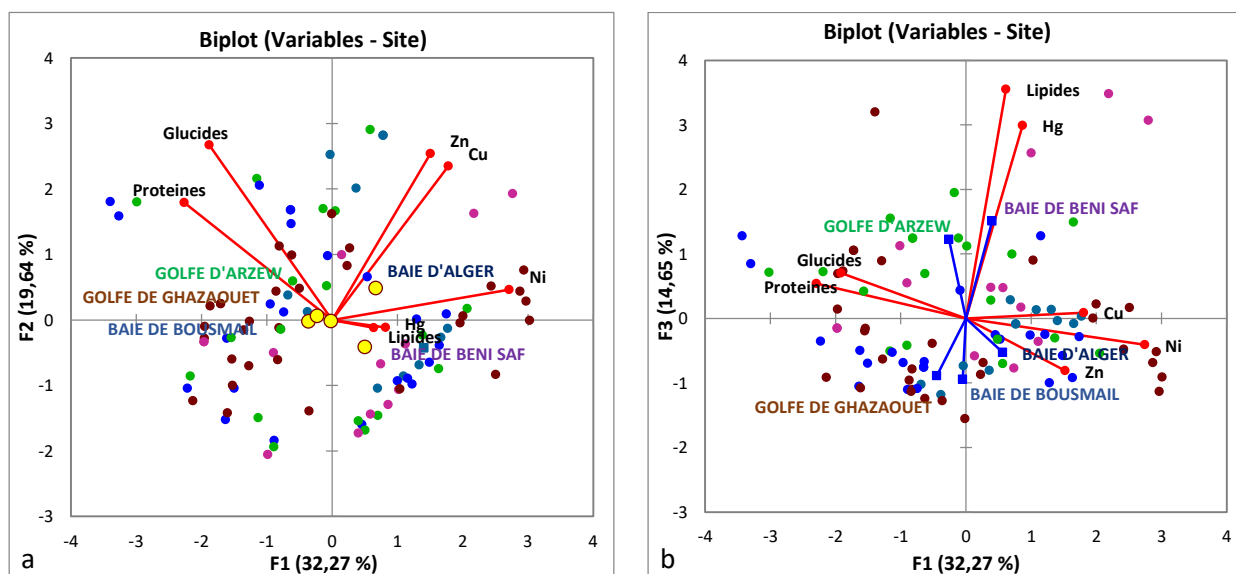 Biplot (Variables - Site)
4
3
2
1
0
-1
-2
-3
-4 -3 -2 -1 0 1 2 3 4
F2 (19,64 %)
F1 (32,27 %)
Glucides
Zn
Cu
Proteines
GOLFE D'ARZEW
BAIE D'ALGER
Ni
GOLFE DE GHAZAOUET
BAIE DE BOUSMAIL
Hg
Lipides
BAIE DE BENI SAF
a
Biplot (Variables - Site)
4
3
2
1
0
-1
-2
-3
-4 -3 -2 -1 0 1 2 3 4
F3 (14,65 %)
F1 (32,27 %)
Lipides
Hg
BAIE DE BENI SAF
GOLFE D'ARZEW
Glucides
Proteines
Cu
Ni
BAIE D'ALGER
Zn
GOLFE DE GHAZAOUET
BAIE DE BOUSMAIL
b